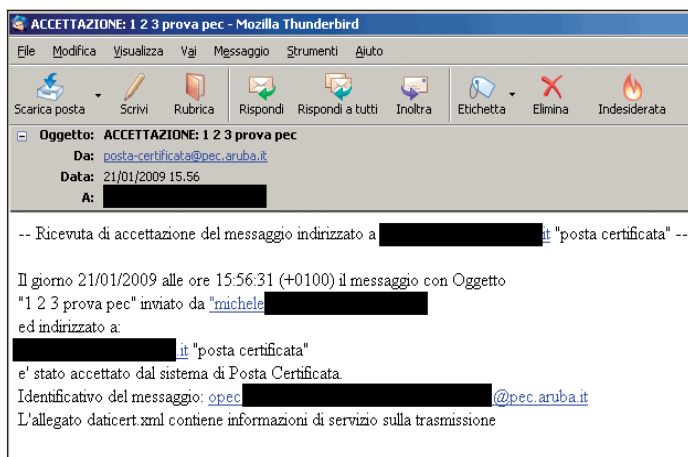 ACCETTAZIONE: 1 2 3 prova pec - Mozilla Thunderbird
File Modifica Visualizza Vai Messaggio Strumenti Aiuto
Scarica posta Scrivi Rubrica Rispondi Rispondi a tutti Inoltra Etichetta Elimina Indesiderata
Oggetto: ACCETTAZIONE: 1 2 3 prova pec
Da: posta-certificata@pec.aruba.it
Data: 21/01/2009 15.56
A:
-- Ricevuta di accettazione del messaggio indirizzato a it "posta certificata" --
Il giorno 21/01/2009 alle ore 15:56:31 (+0100) il messaggio con Oggetto
"1 2 3 prova pec" inviato da "michele
ed indirizzato a:
.it "posta certificata"
e' stato accettato dal sistema di Posta Certificata.
Identificativo del messaggio: opec @pec.aruba.it
L'allegato daticert.xml contiene informazioni di servizio sulla trasmissione